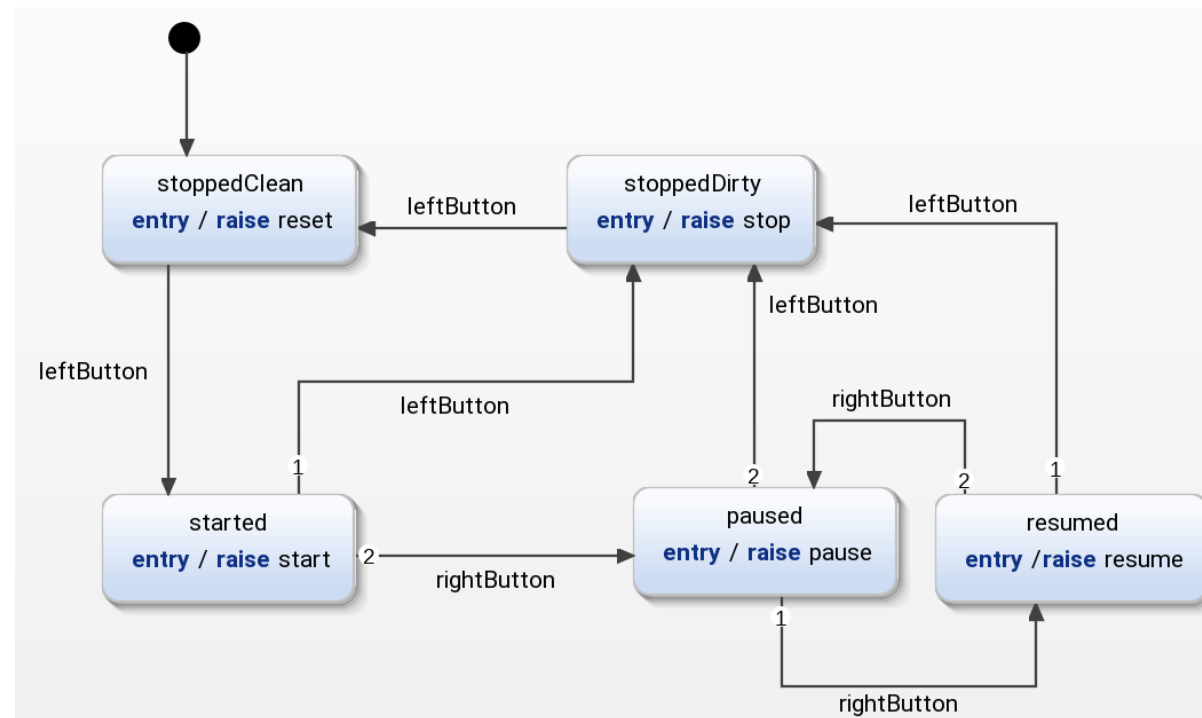 stoppedClean
entry / raise reset
stoppedDirty
entry / raise stop
leftButton
leftButton
leftButton
leftButton
leftButton
rightButton
1
2
2
1
started
entry / raise start
2
rightButton
paused
entry / raise pause
resumed
entry /raise resume
1
rightButton